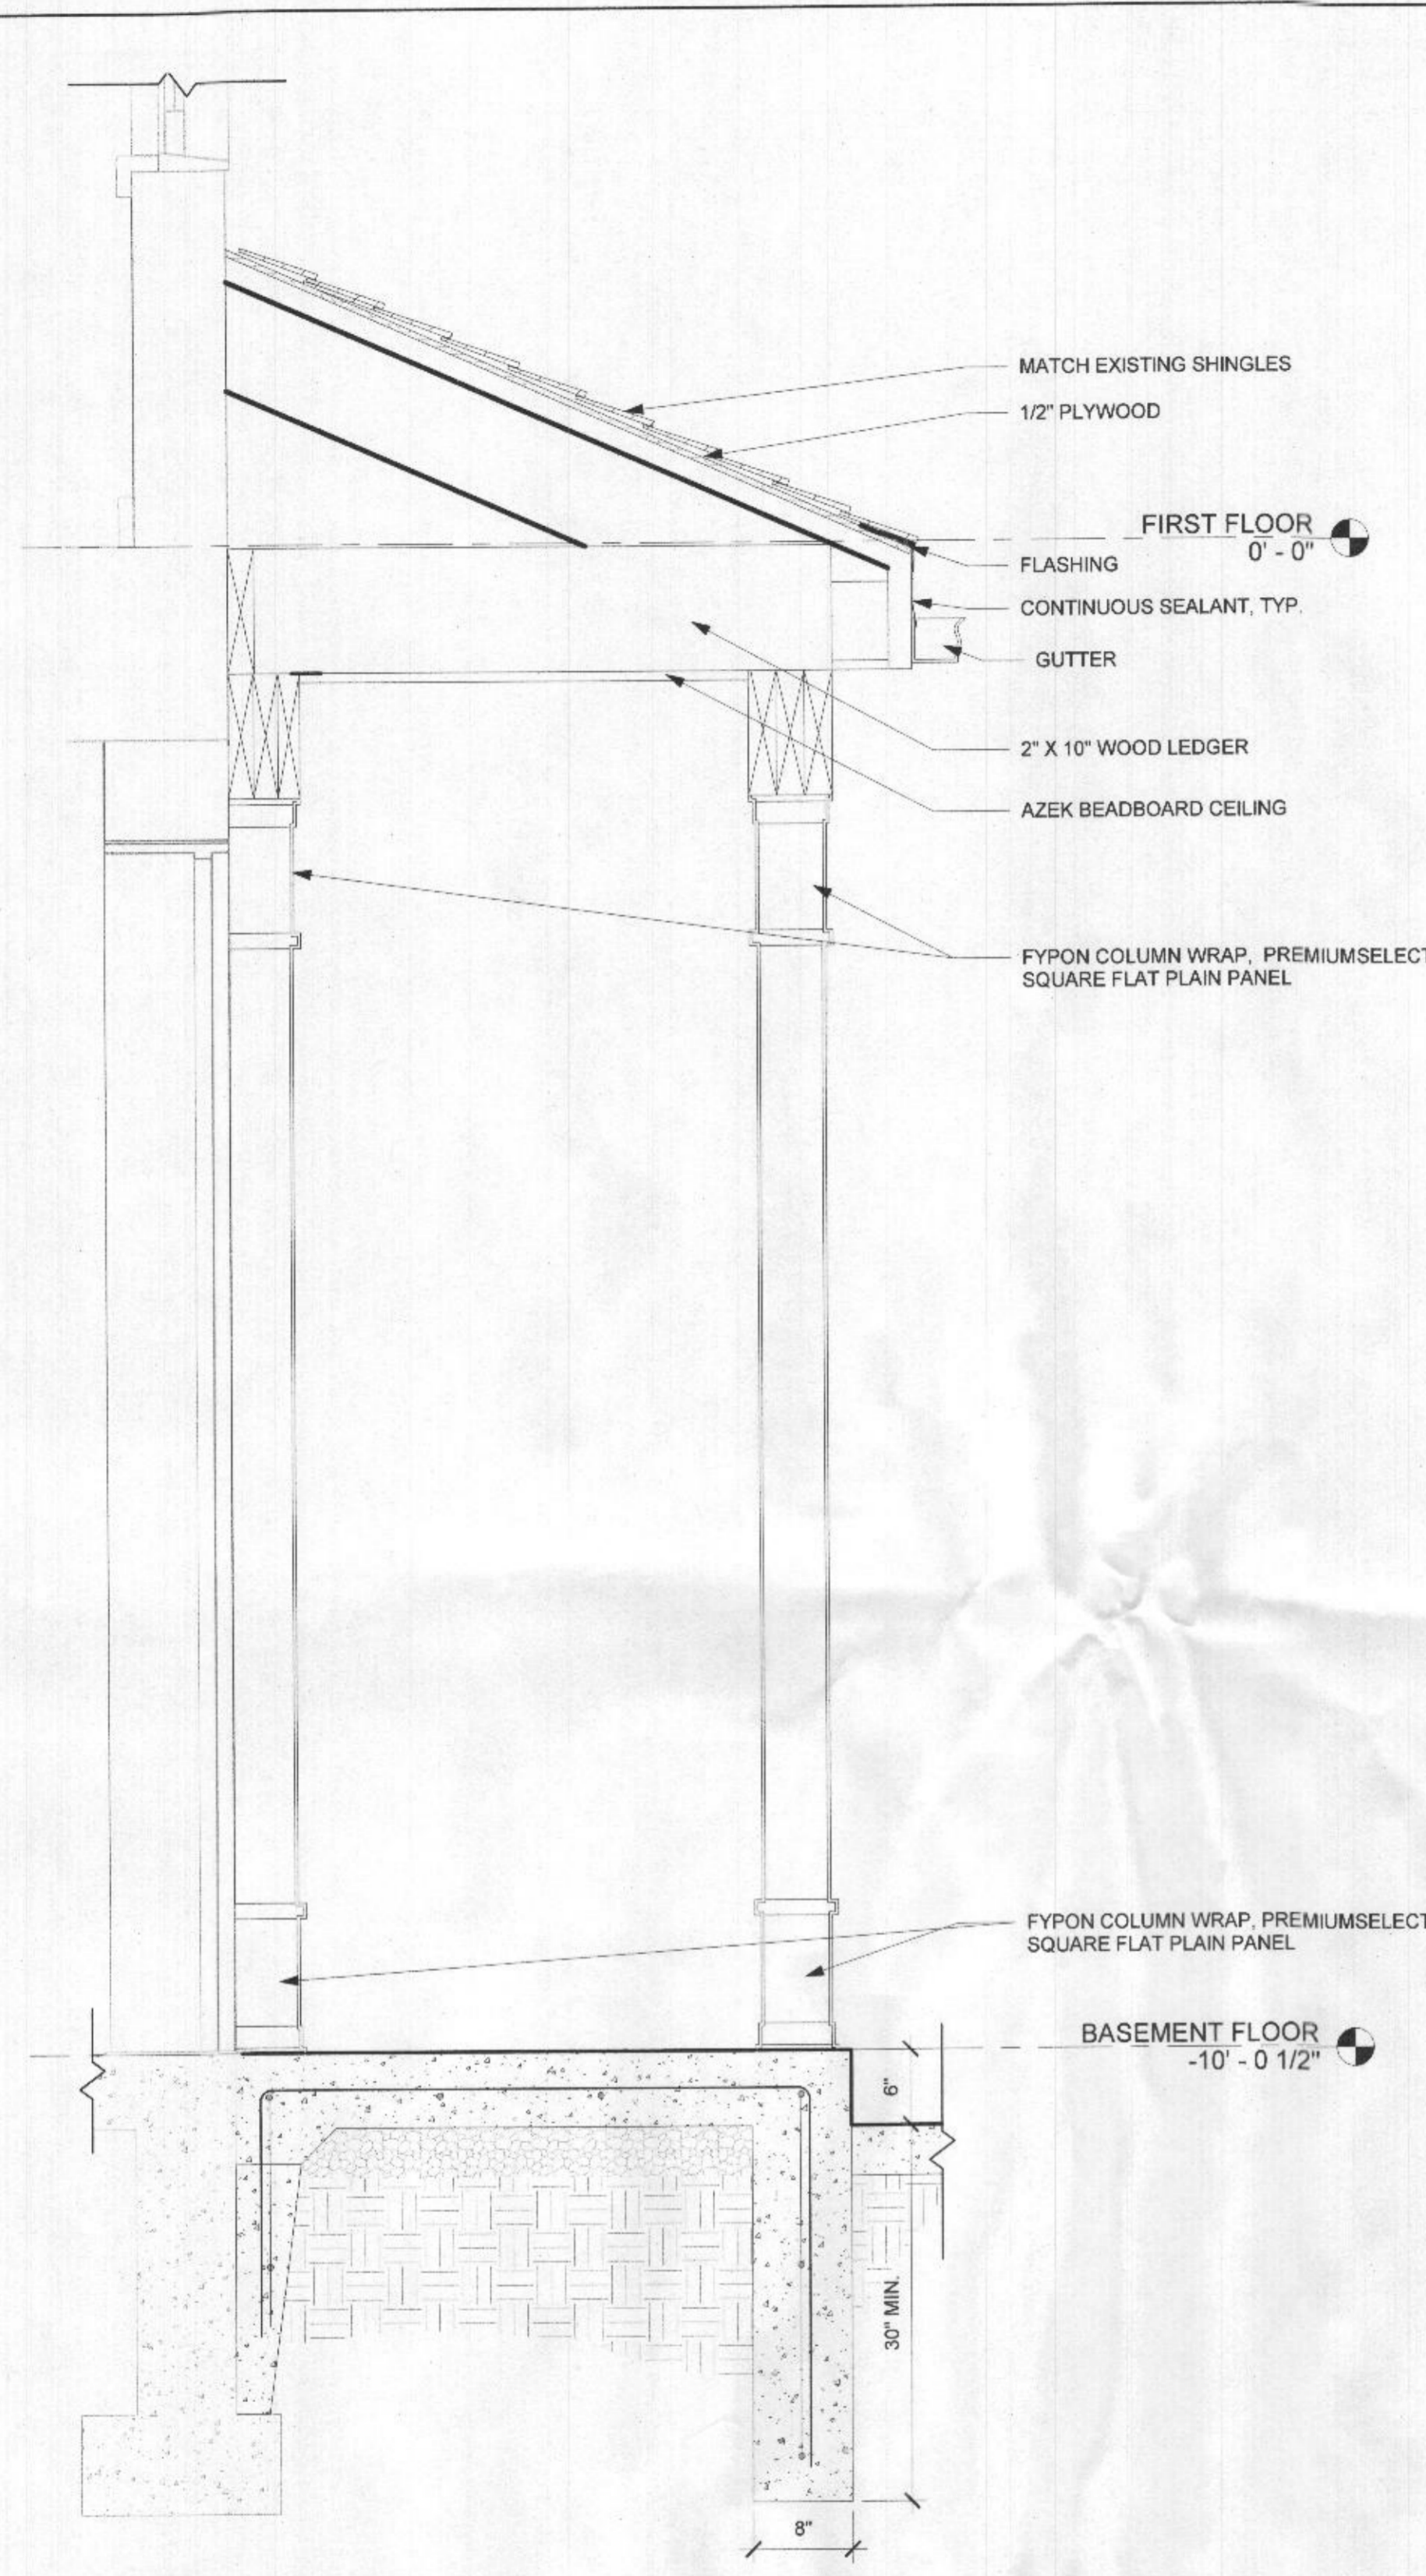 MATCH EXISTING SHINGLES
1/2" PLYWOOD
FIRST FLOOR
0' - 0"
FLASHING
CONTINUOUS SEALANT, TYP.
GUTTER
2" X 10" WOOD LEDGER
AZEK BEADBOARD CEILING
FYPON COLUMN WRAP, PREMIUMSELECT
SQUARE FLAT PLAIN PANEL
FYPON COLUMN WRAP, PREMIUMSELECT
SQUARE FLAT PLAIN PANEL
BASEMENT FLOOR
-10' - 0 1/2"
6"
30" MIN.
8"